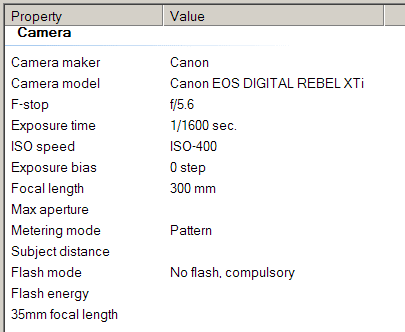 Property Value
Camera
Camera maker Canon
Camera model Canon EOS DIGITAL REBEL XTi
F-stop f/5.6
Exposure time 1/1600 sec.
ISO speed ISO-400
Exposure bias 0 step
Focal length 300 mm
Max aperture
Metering mode Pattern
Subject distance
Flash mode No flash, compulsory
Flash energy
35mm focal length